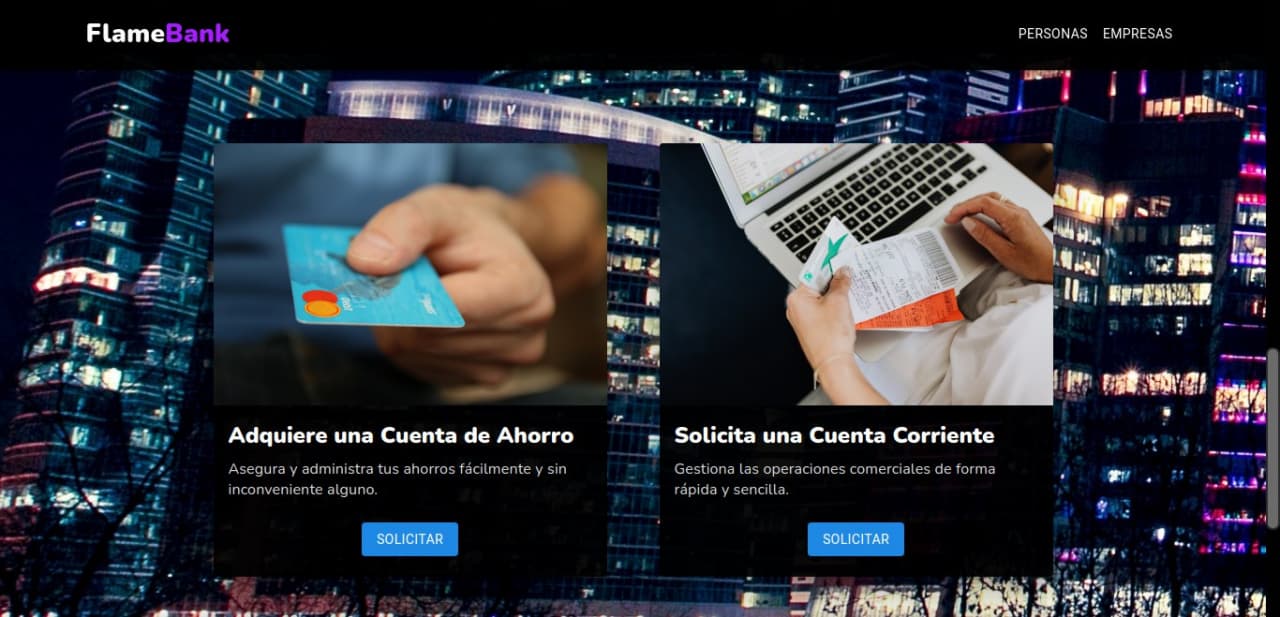 FlameBank
PERSONAS EMPRESAS
Adquiere una Cuenta de Ahorro
Asegura y administra tus ahorros fácilmente y sin
inconveniente alguno.
SOLICITAR
Solicita una Cuenta Corriente
Gestiona las operaciones comerciales de forma
rápida y sencilla.
SOLICITAR